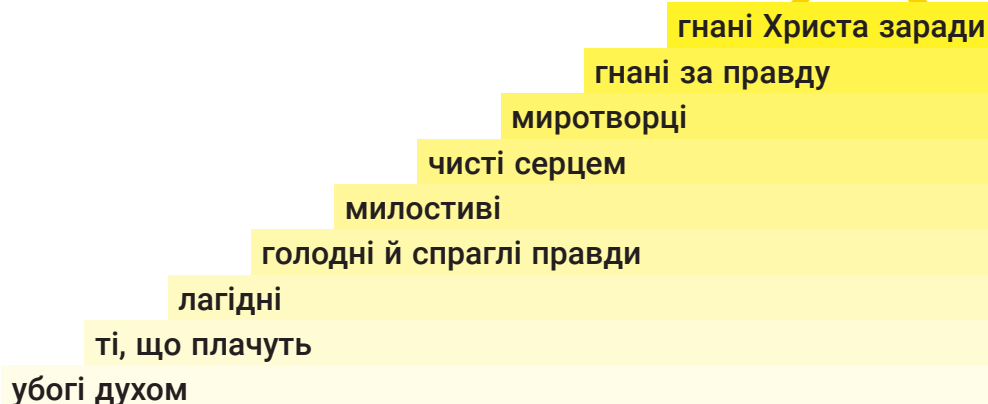 гнані Христа заради
гнані за правду
миротворці
чисті серцем
милостиві
голодні й спраглі правди
лагідні
ті, що плачуть
убогі духом